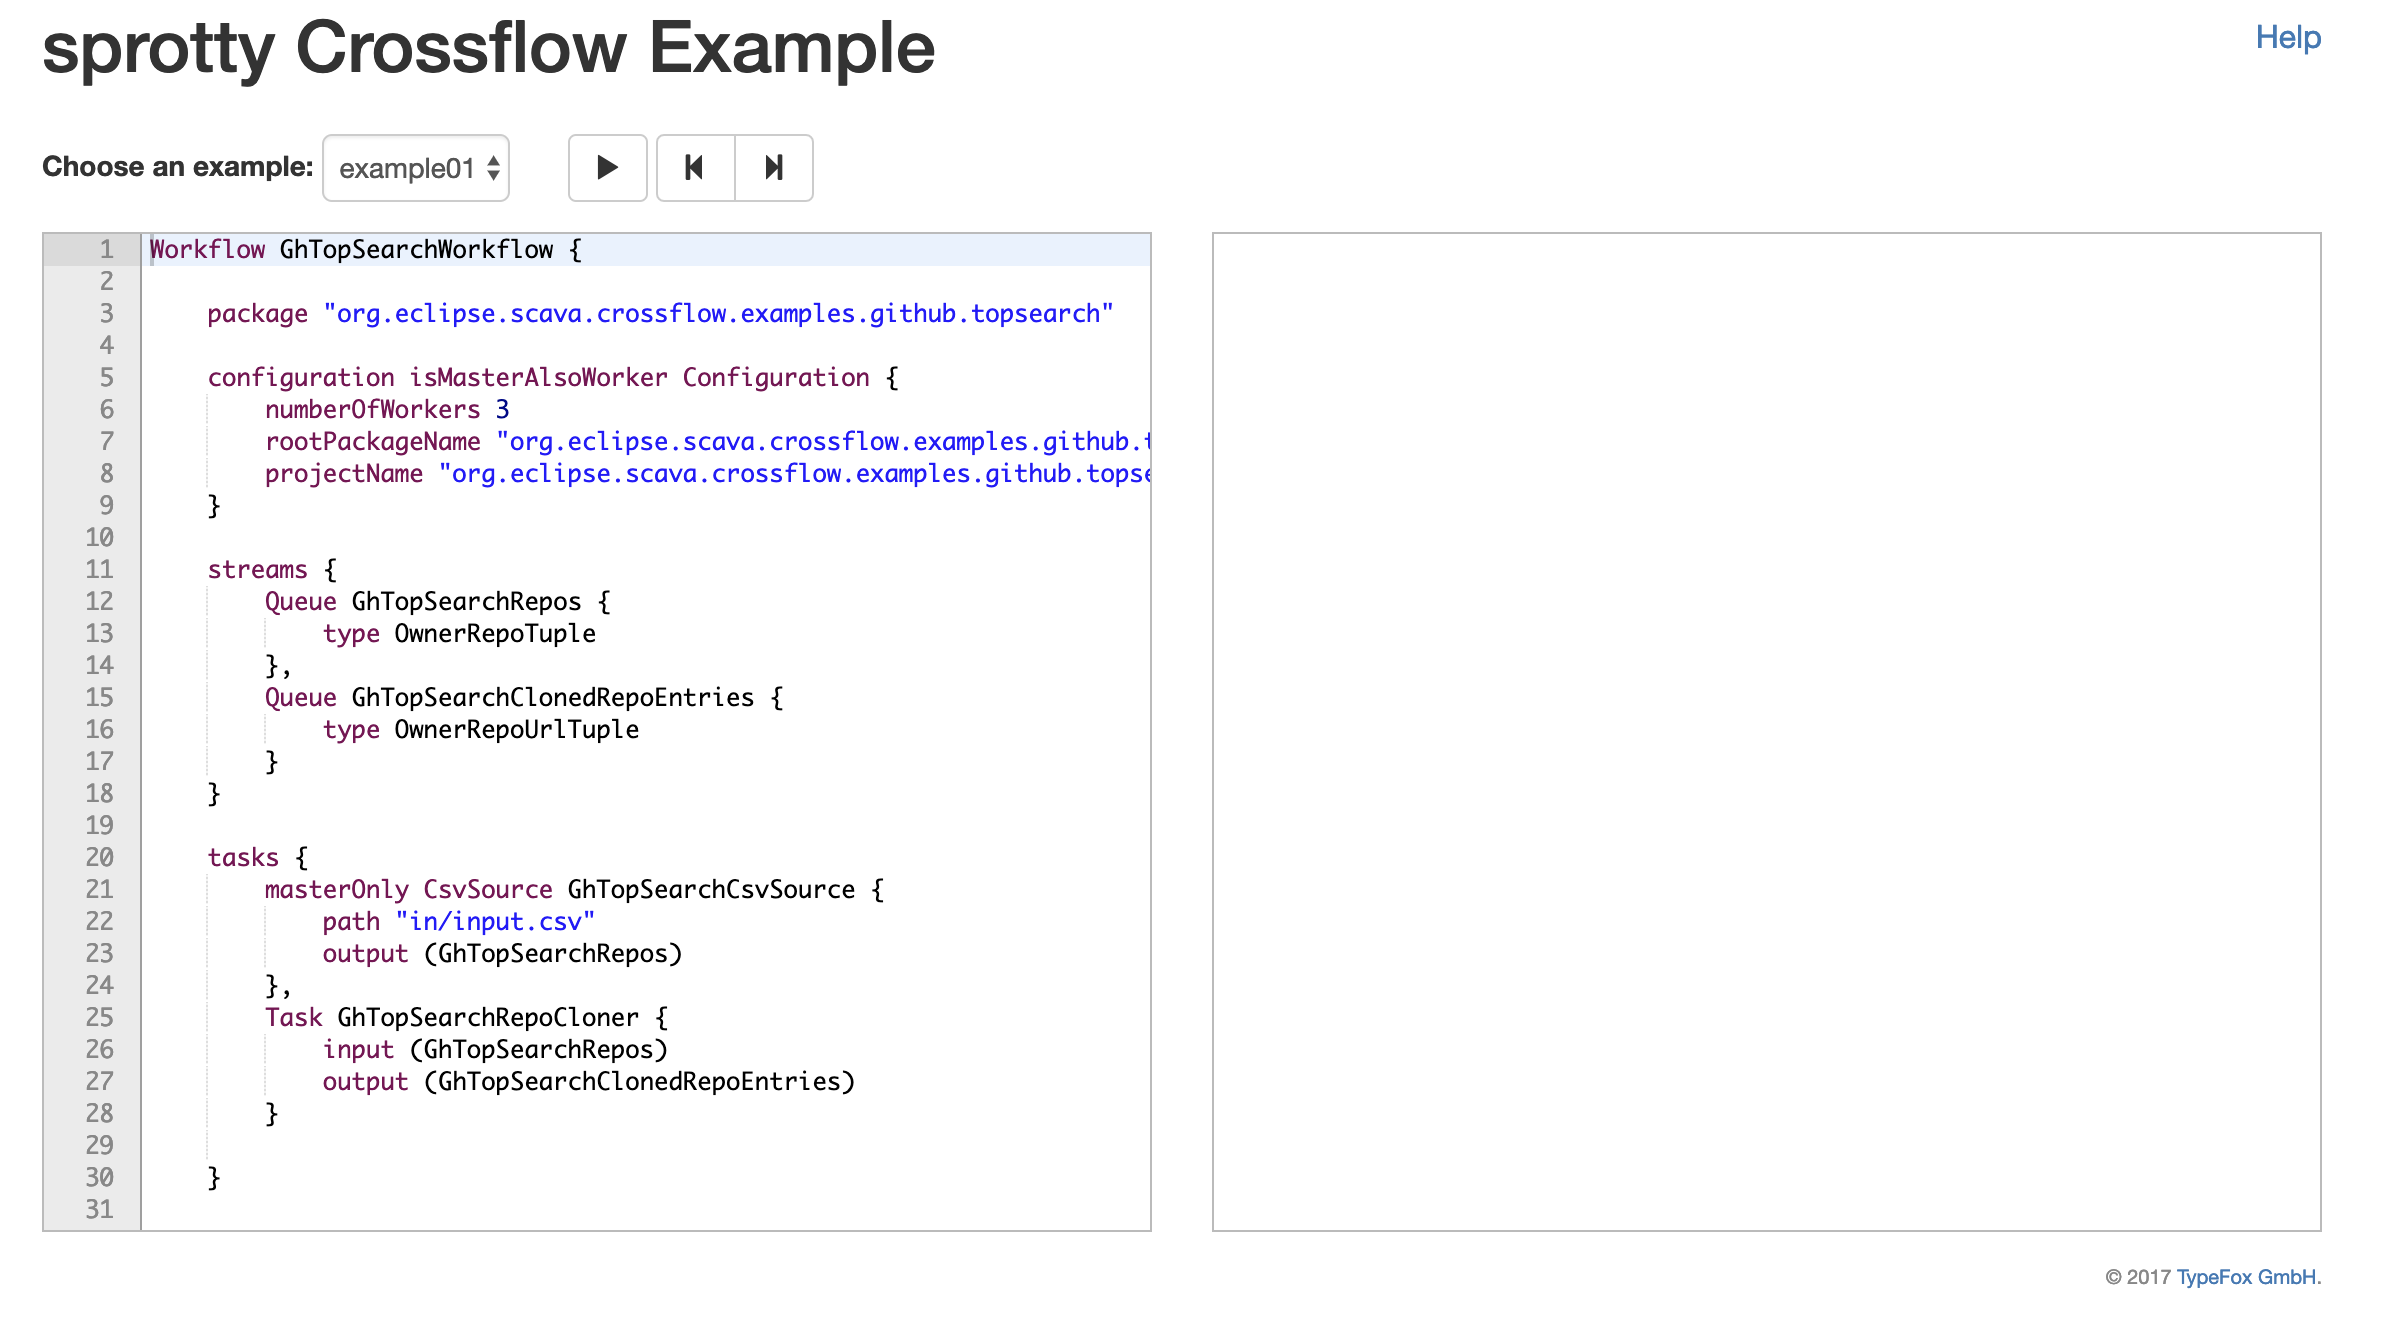 sprotty Crossflow Example
Help
Choose an example: example01
1 Workflow GhTopSearchWorkflow {
2
3 package "org.eclipse.scava.crossflow.examples.github.topsearch"
4
5 configuration isMasterAlsoWorker Configuration {
6 numberOfWorkers 3
7 rootPackageName "org.eclipse.scava.crossflow.examples.github.
8 projectName "org.eclipse.scava.crossflow.examples.github.topse
9 }
10
11 streams {
12 Queue GhTopSearchRepos {
13 type OwnerRepoTuple
14 },
15 Queue GhTopSearchClonedRepoEntries {
16 type OwnerRepoUrlTuple
17 }
18 }
19
20 tasks {
21 masterOnly CsvSource GhTopSearchCsvSource {
22 path "in/input.csv"
23 output (GhTopSearchRepos)
24 },
25 Task GhTopSearchRepoCloner {
26 input (GhTopSearchRepos)
27 output (GhTopSearchClonedRepoEntries)
28 }
29
30 }
31
© 2017 TypeFox GmbH.